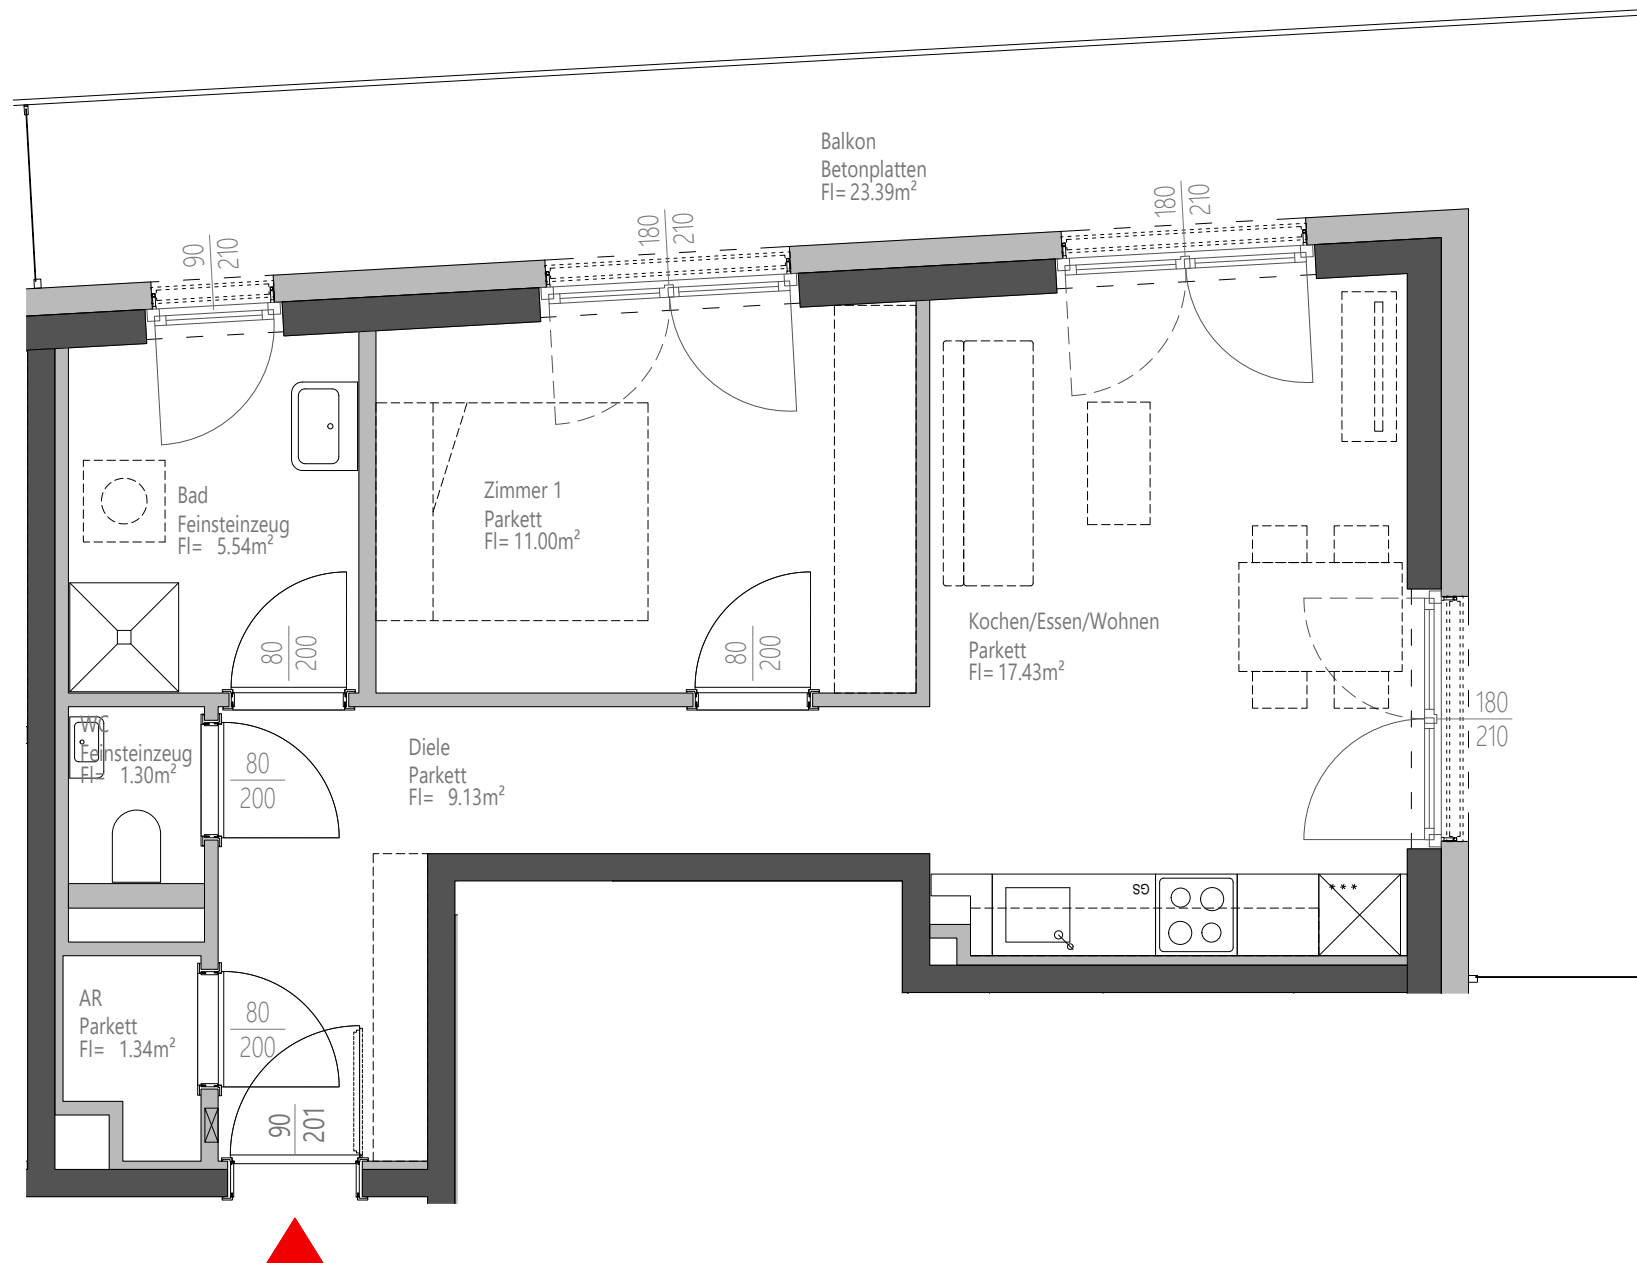 Balkon
Betonplatten
Fl= 23.39m²
90
210
180
210
180
210
Bad
Feinsteinzeug
Fl= 5.54m²
Zimmer 1
Parkett
Fl= 11.00m²
Kochen/Essen/Wohnen
Parkett
Fl= 17.43m²
80
200
80
200
180
210
WC
Feinsteinzeug
Fl= 1.30m²
80
200
Diele
Parkett
Fl= 9.13m²
GS
***
AR
Parkett
Fl= 1.34m²
80
200
90
201